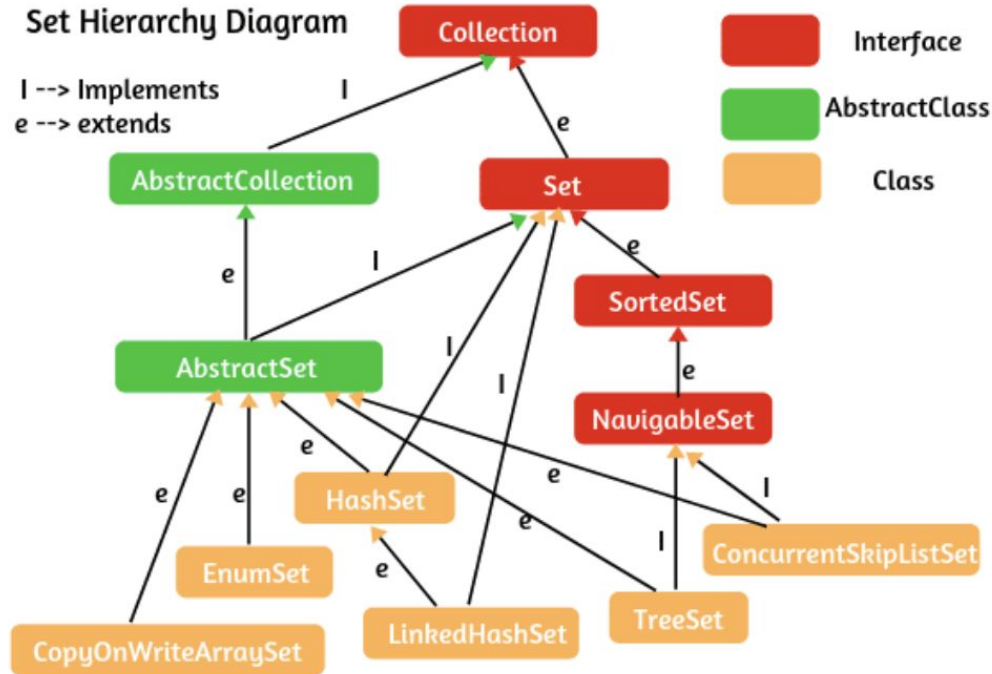 Set Hierarchy Diagram
Collection
Interface
I --> Implements
I
AbstractClass
e --> extends
e
AbstractCollection
Set
Class
e
I
e
SortedSet
I
AbstractSet
I
e
NavigableSet
e
e
e
e
I
HashSet
e
I
ConcurrentSkipListSet
EnumSet
e
TreeSet
LinkedHashSet
CopyOnWriteArraySet